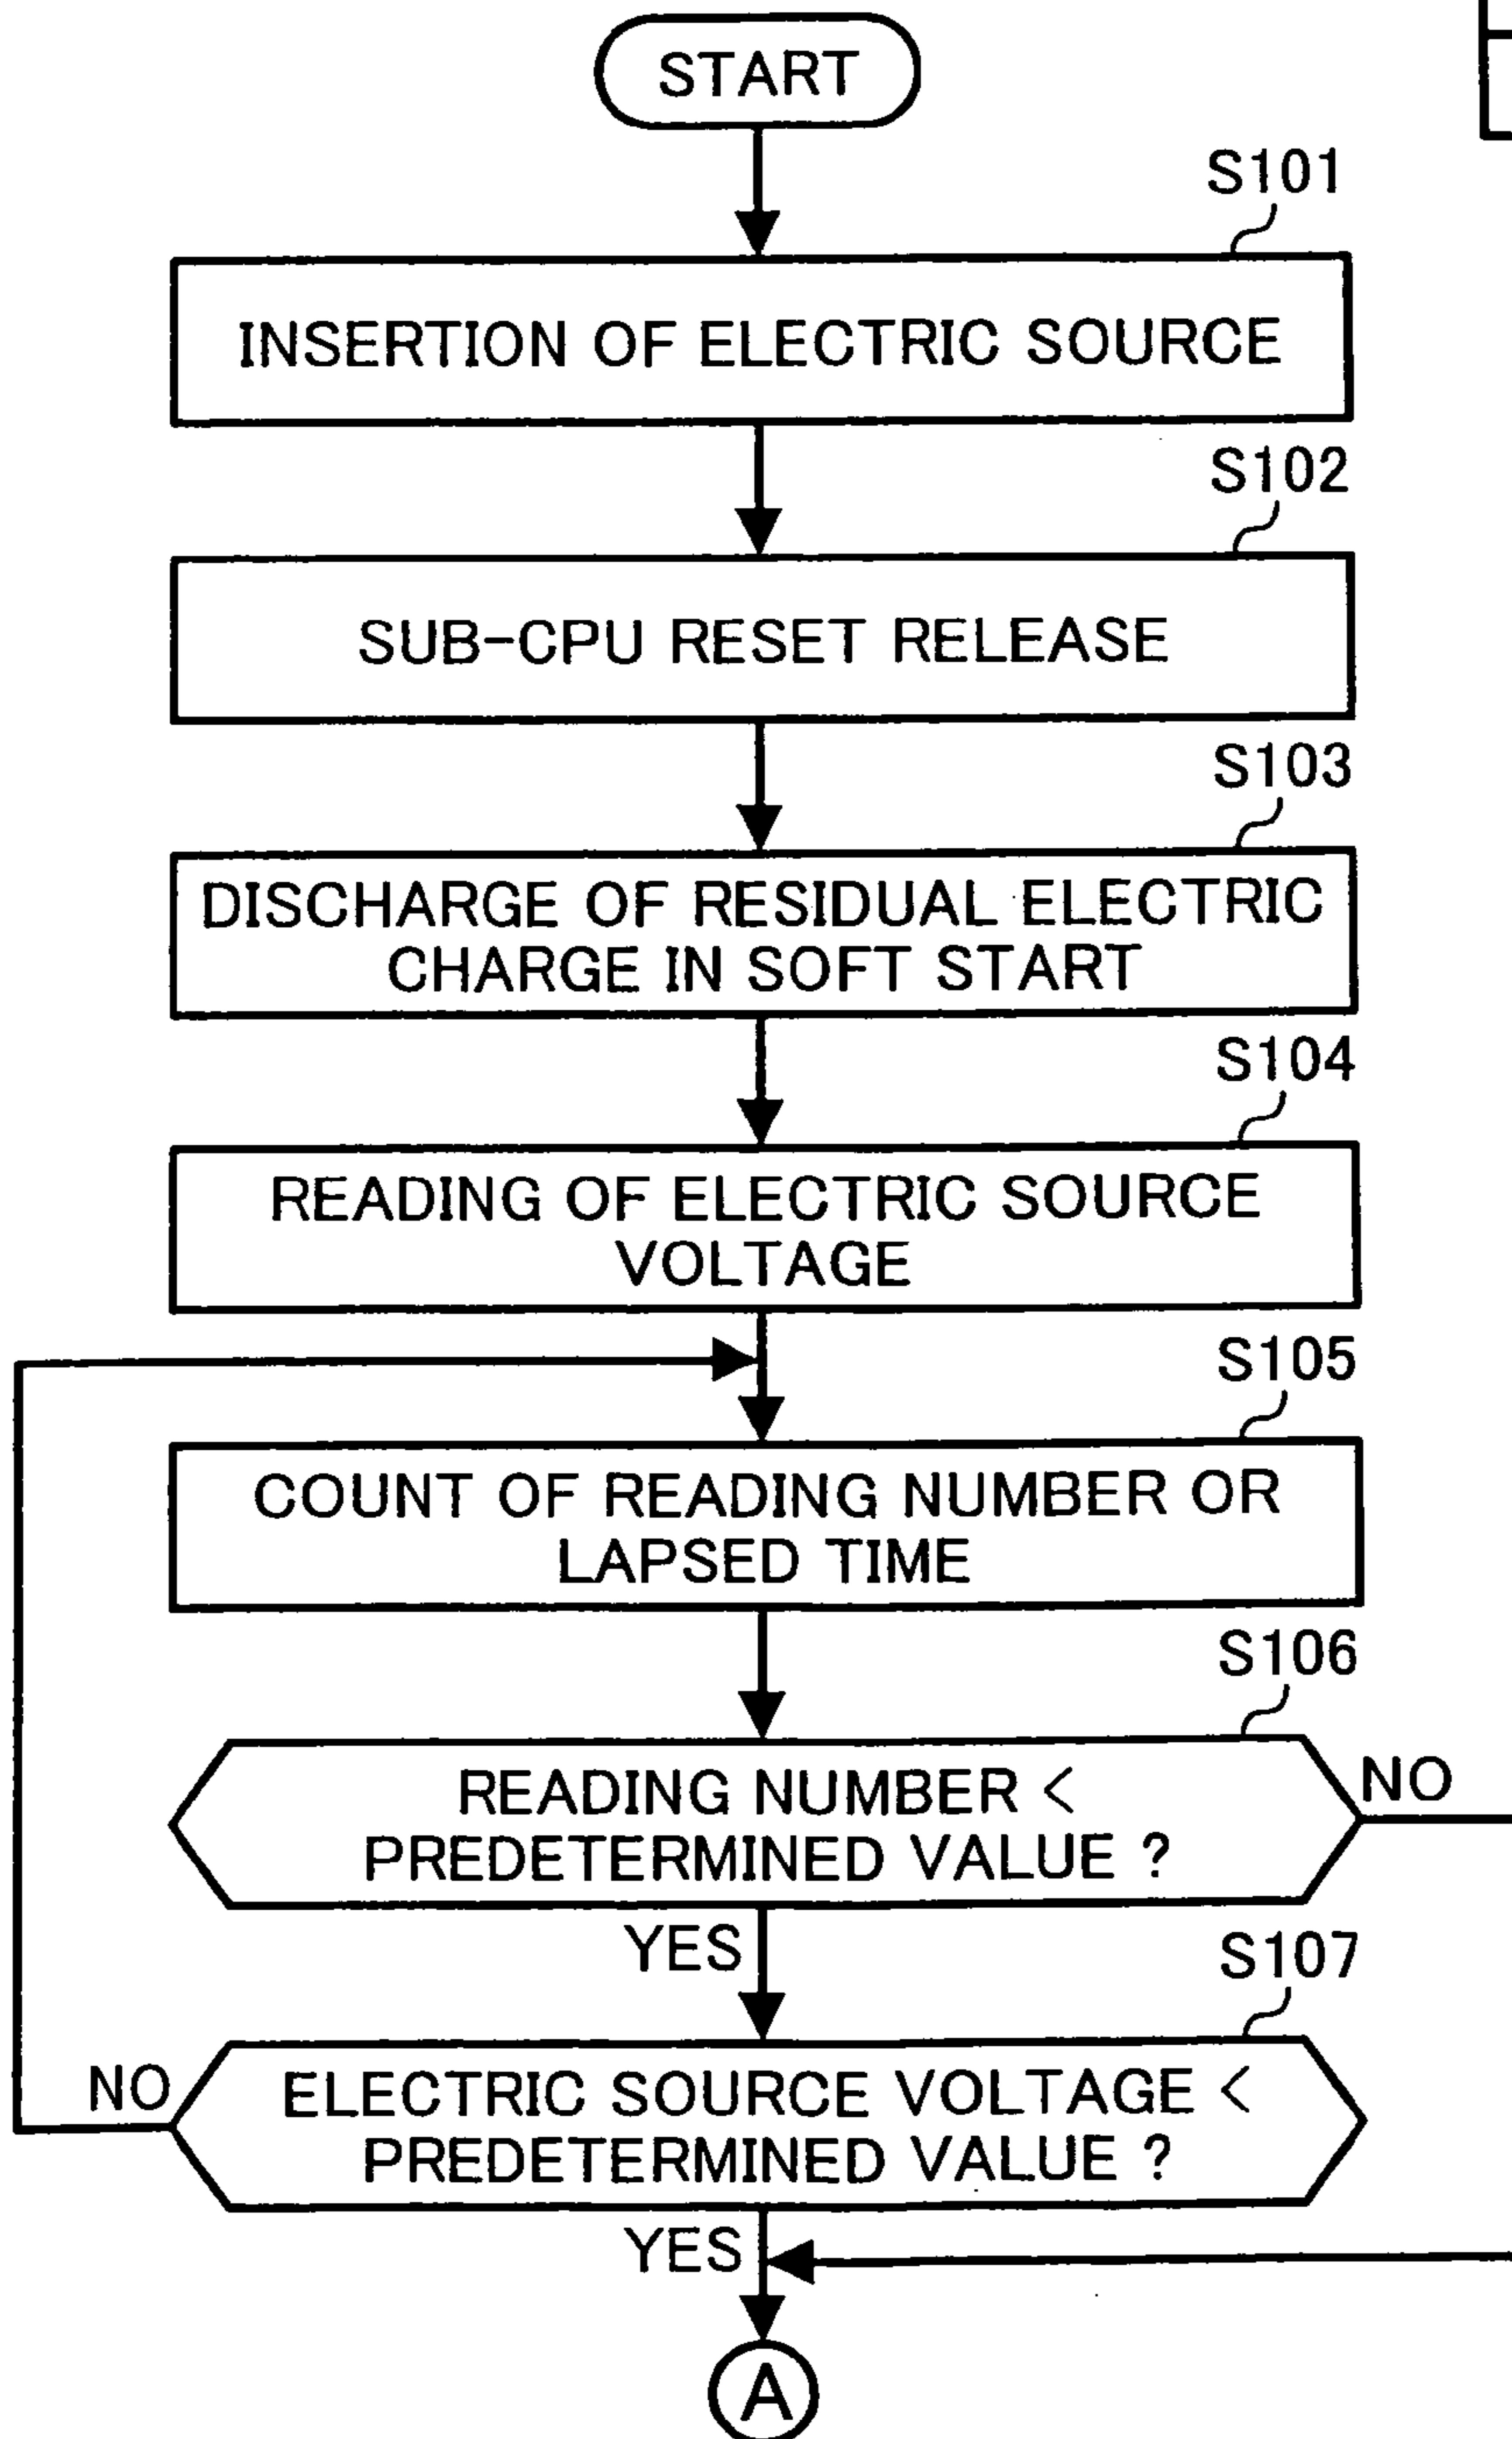 START
S101
INSERTION OF ELECTRIC SOURCE
S102
SUB-CPU RESET RELEASE
S103
DISCHARGE OF RESIDUAL ELECTRIC
CHARGE IN SOFT START
S104
READING OF ELECTRIC SOURCE
VOLTAGE
S105
COUNT OF READING NUMBER OR
LAPSED TIME
S106
READING NUMBER <
PREDETERMINED VALUE ?
NO
YES
S107
NO
ELECTRIC SOURCE VOLTAGE <
PREDETERMINED VALUE ?
YES
A